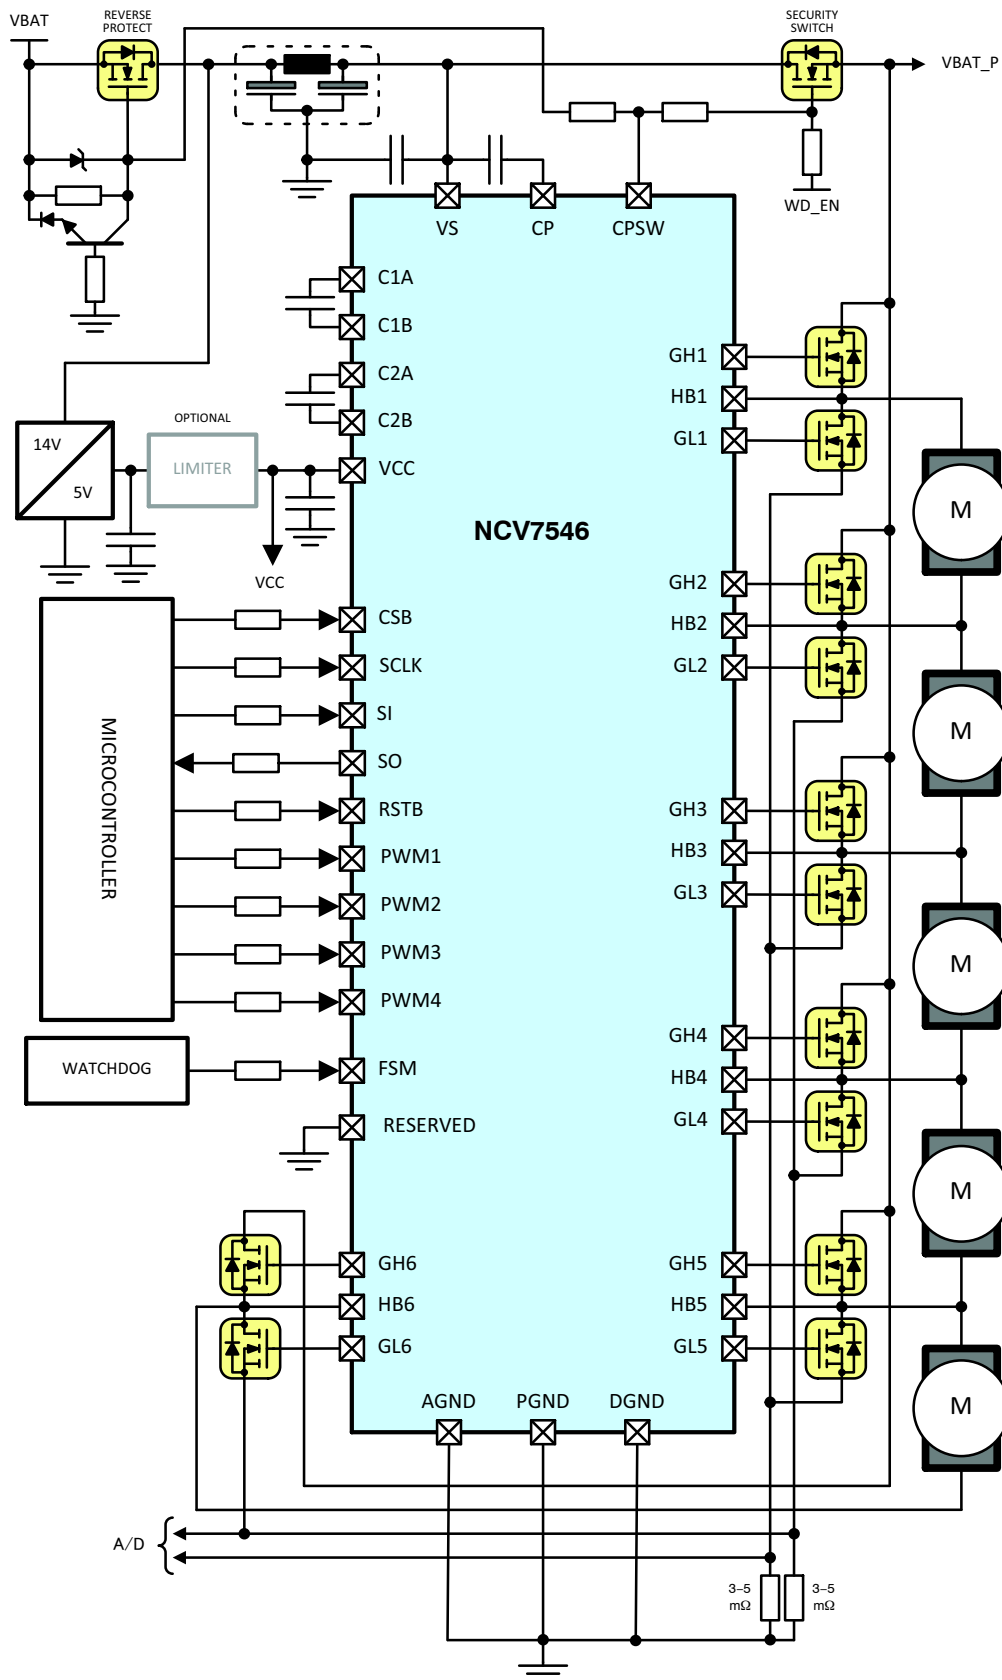 VBAT
REVERSE
PROTECT
SECURITY
SWITCH
VBAT_P
WD_EN
VS
CP
CPSW
C1A
C1B
C2A
C2B
VCC
14V
5V
OPTIONAL
LIMITER
VCC
NCV7546
GH1
HB1
GL1
M
GH2
HB2
GL2
M
MICROCONTROLLER
CSB
SCLK
SI
SO
RSTB
PWM1
PWM2
PWM3
PWM4
GH3
HB3
GL3
M
GH4
HB4
GL4
M
WATCHDOG
FSM
RESERVED
GH6
HB6
GL6
GH5
HB5
GL5
M
AGND
PGND
DGND
A/D
3–5
mΩ
3–5
mΩ